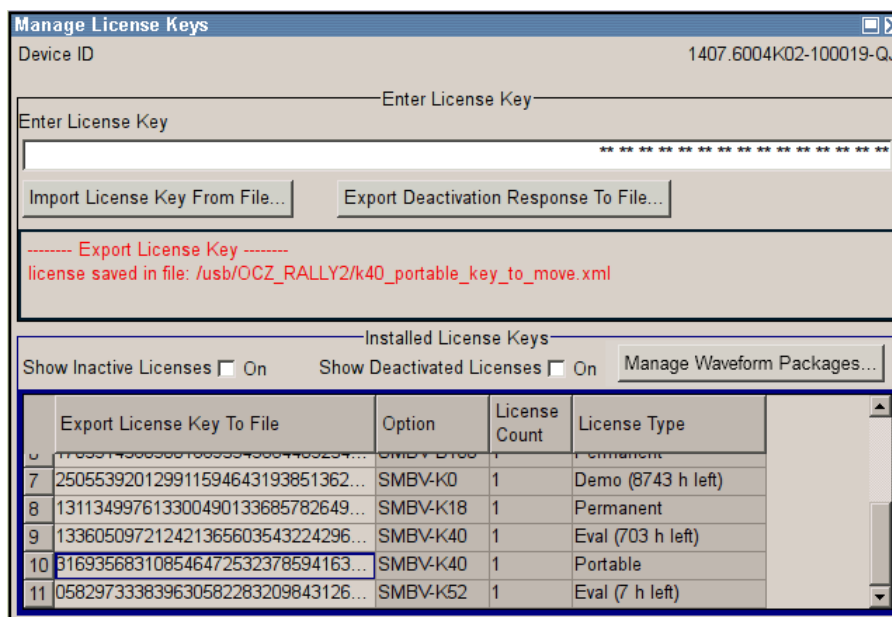 Manage License Keys
Device ID 1407.6004K02-100019-
Enter License Key
Enter License Key
** ** ** ** ** ** ** ** ** ** ** ** ** ** **
Import License Key From File... Export Deactivation Response To File...
-------- Export License Key --------
license saved in file: /usb/OCZ_RALLY2/k40_portable_key_to_move.xml
Installed License Keys
Show Inactive Licenses On Show Deactivated Licenses On Manage Waveform Packages...
Export License Key To File Option License Count License Type
7 250553920129911594643193851362... SMBV-K0 1 Demo (8743 h left)
8 131134997613300490133685782649... SMBV-K18 1 Permanent
9 133605097212421365603543224296... SMBV-K40 1 Eval (703 h left)
10 316935683108546472532378594163... SMBV-K40 1 Portable
11 058297333839630582283209843126... SMBV-K52 1 Eval (7 h left)